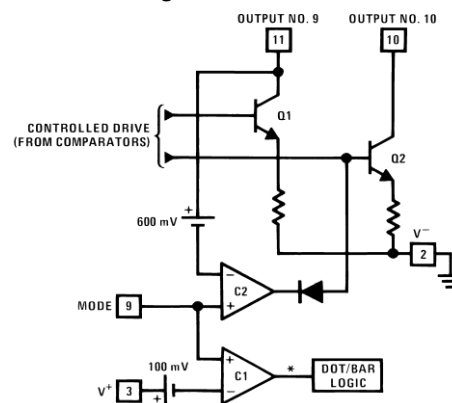 OUTPUT NO. 9
OUTPUT NO. 10
11
10
Q1
CONTROLLED DRIVE
(FROM COMPARATORS)
Q2
+
600 mV
V−
2
−
C2
+
MODE 9
100 mV
+
C1
*
DOT/BAR
LOGIC
V+ 3
+
−